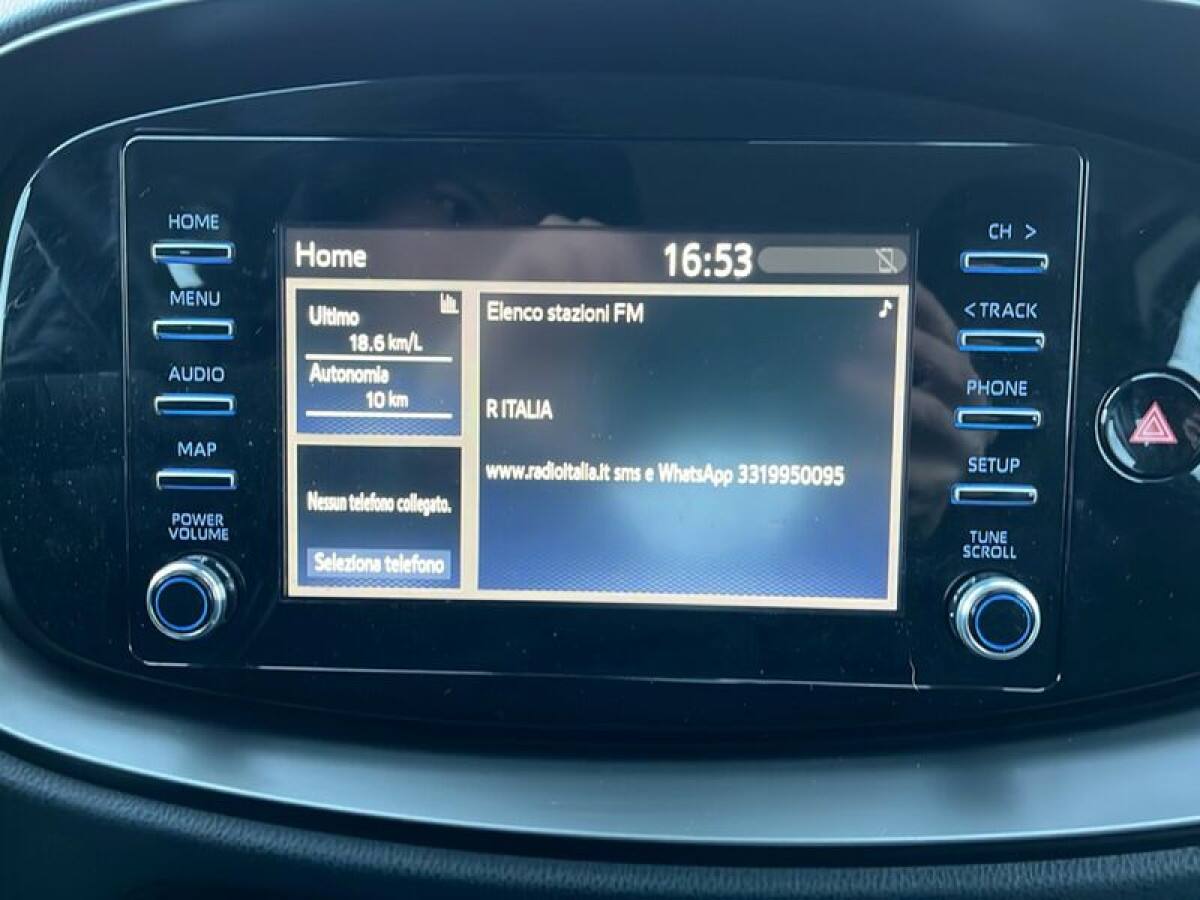 HOME
MENU
AUDIO
MAP
POWER
VOLUME
Home
16:53
Ultimo
18.6 km/L
Autonomia
10 km
Nessun telefono collegato.
Seleziona telefono
Elenco stazioni FM
R ITALIA
www.radioitalia.it sms e WhatsApp 3319950095
CH >
< TRACK
PHONE
SETUP
TUNE
SCROLL